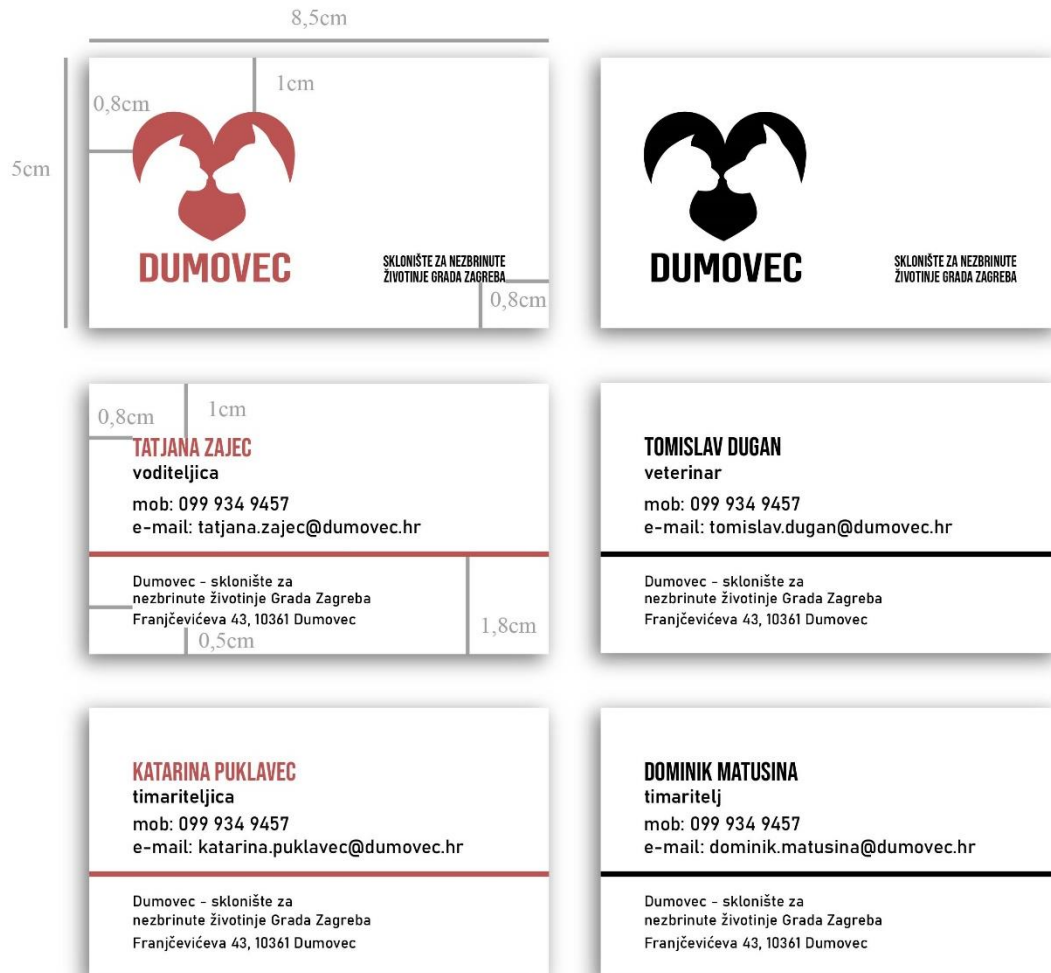 8,5cm
5cm
0,8cm
1cm
DUMOVEC
SKLONIŠTE ZA NEZBRINUTE
ŽIVOTINJE GRADA ZAGREBA
0,8cm
DUMOVEC
SKLONIŠTE ZA NEZBRINUTE
ŽIVOTINJE GRADA ZAGREBA
0,8cm
1cm
TATJANA ZAJEC
voditeljica
mob: 099 934 9457
e-mail: tatjana.zajec@dumovec.hr
Dumovec - sklonište za
nezbrinute životinje Grada Zagreba
Franjčevićeva 43, 10361 Dumovec
0,5cm
1,8cm
TOMISLAV DUGAN
veterinar
mob: 099 934 9457
e-mail: tomislav.dugan@dumovec.hr
Dumovec - sklonište za
nezbrinute životinje Grada Zagreba
Franjčevićeva 43, 10361 Dumovec
KATARINA PUKLAVEC
timariteljica
mob: 099 934 9457
e-mail: katarina.puklavec@dumovec.hr
Dumovec - sklonište za
nezbrinute životinje Grada Zagreba
Franjčevićeva 43, 10361 Dumovec
DOMINIK MATUSINA
timaritelj
mob: 099 934 9457
e-mail: dominik.matusina@dumovec.hr
Dumovec - sklonište za
nezbrinute životinje Grada Zagreba
Franjčevićeva 43, 10361 Dumovec